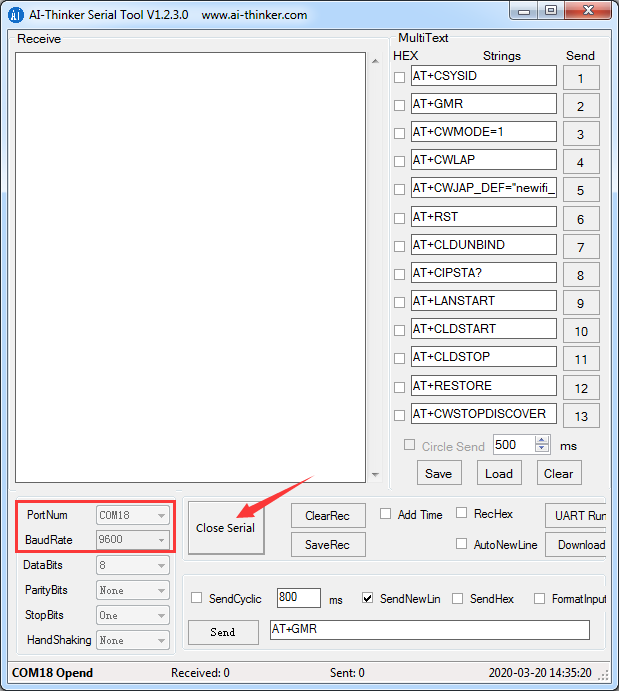 AI-Thinker Serial Tool V1.2.3.0 www.ai-thinker.com
Receive
MultiText
HEX Strings Send
AT+CSYSID 1
AT+GMR 2
AT+CWMODE=1 3
AT+CWLAP 4
AT+CWJAP_DEF="newifi_ 5
AT+RST 6
AT+CLDUNBIND 7
AT+CIPSTA? 8
AT+LANSTART 9
AT+CLDSTART 10
AT+CLDSTOP 11
AT+RESTORE 12
AT+CWSTOPDISCOVER 13
Circle Send 500 ms
Save Load Clear
PortNum COM18
BaudRate 9600
DataBits 8
ParityBits None
StopBits One
HandShaking None
Close Serial
ClearRec Add Time RecHex UART Run
SaveRec AutoNewLine Download
SendCyclic 800 ms SendNewLin SendHex FormatInput
Send AT+GMR
COM18 Opend Received: 0 Sent: 0 2020-03-20 14:35:20